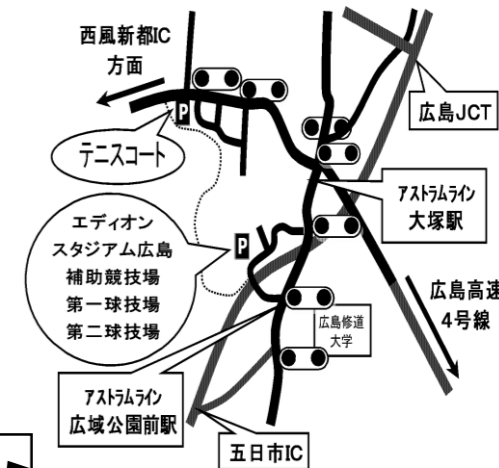 西風新都IC
方面
P
テニスコート
広島JCT
アストラムライン
大塚駅
エディオン
スタジアム広島
補助競技場
第一球技場
第二球技場
P
広島高速
4号線
広島修道
大学
アストラムライン
広域公園前駅
五日市IC